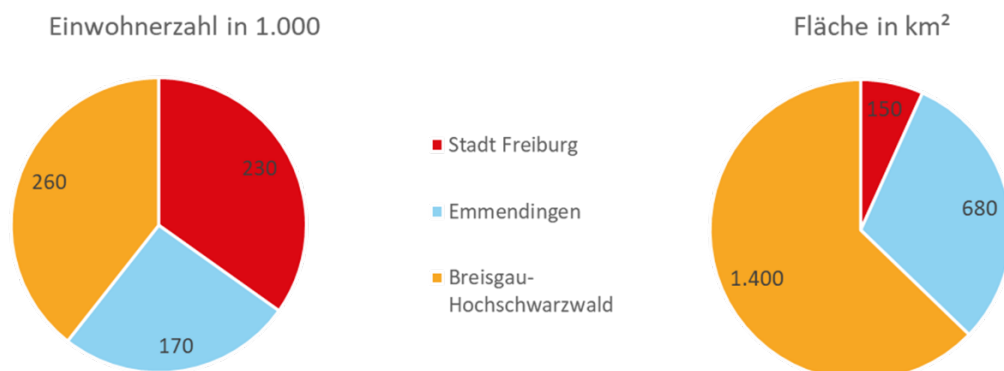 Einwohnerzahl in 1.000
260
230
170
Stadt Freiburg
Emmendingen
Breisgau-
Hochschwarzwald
Fläche in km²
150
680
1.400